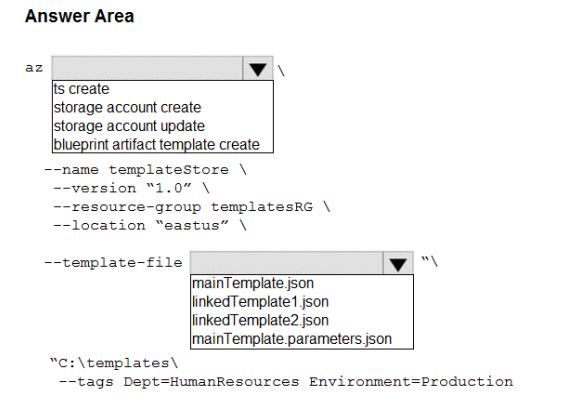 Answer Area
az \
ts create
storage account create
storage account update
blueprint artifact template create
--name templateStore \
--version “1.0” \
--resource-group templatesRG \
--location “eastus” \
--template-file “\
mainTemplate.json
linkedTemplate1.json
linkedTemplate2.json
mainTemplate.parameters.json
“C:\templates\
--tags Dept=HumanResources Environment=Production